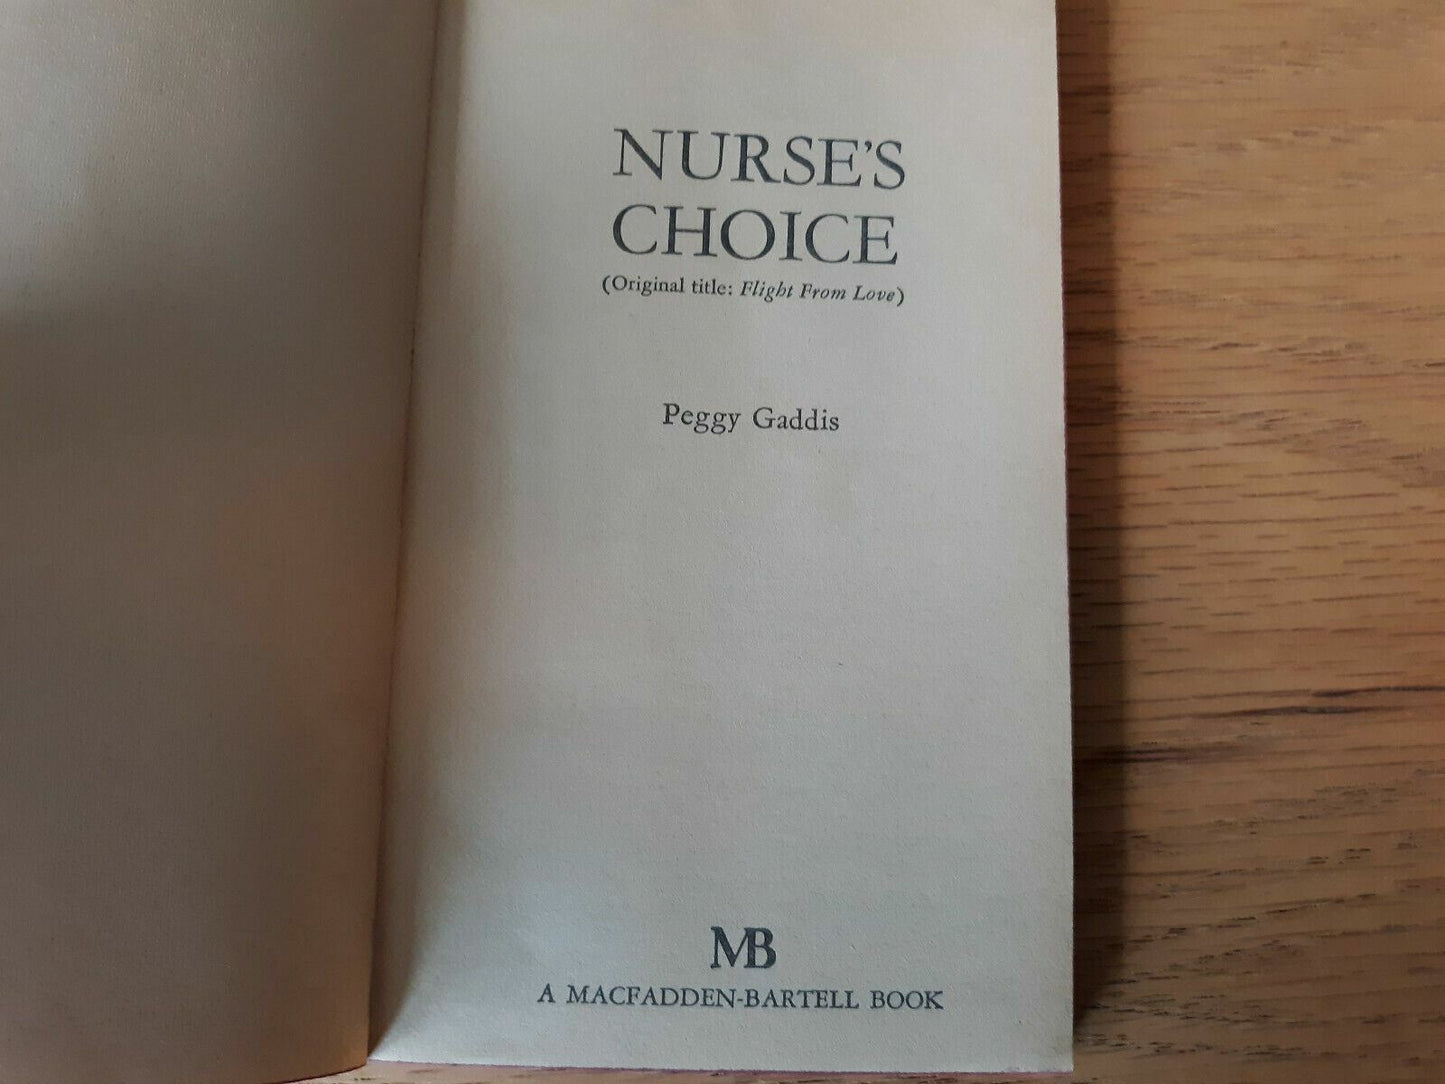 NURSE'S
CHOICE
(Original title: Flight From Love)
Peggy Gaddis
MB
A MACFADDEN-BARTELL BOOK